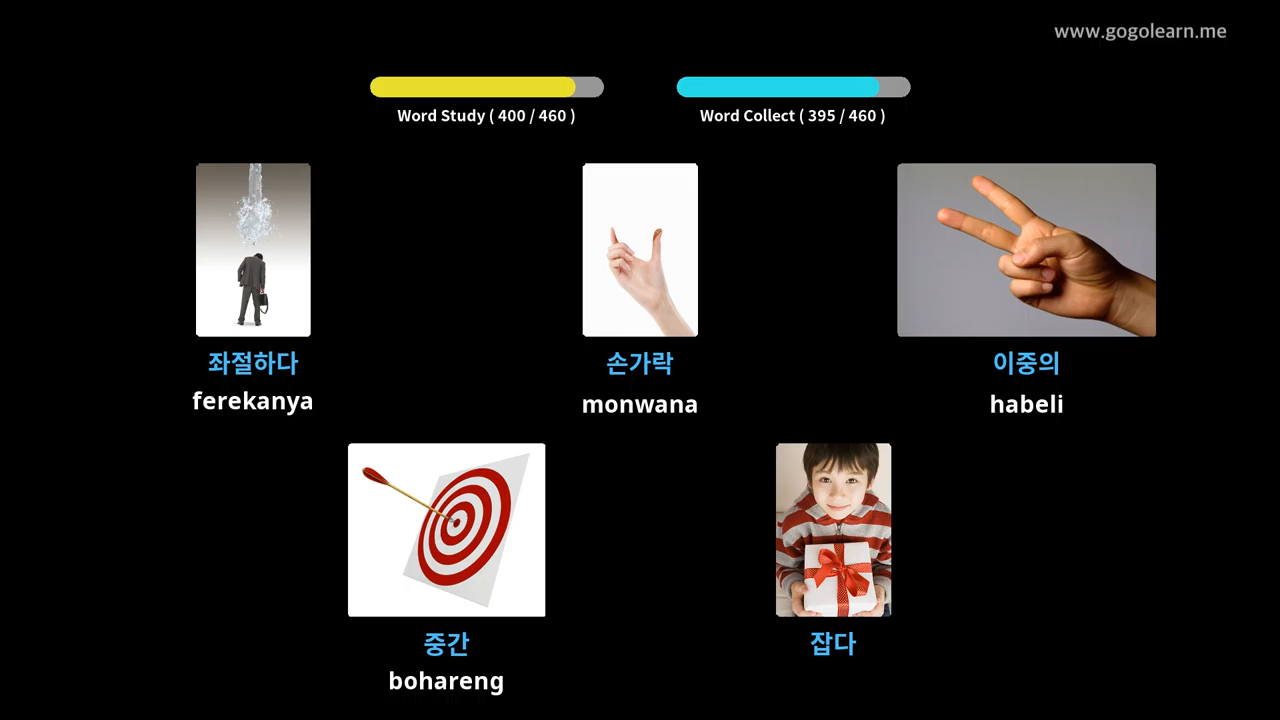 www.gogolearn.me
Word Study ( 400 / 460 )
Word Collect ( 395 / 460 )
좌절하다
ferekanya
손가락
monwana
이중의
habeli
중간
bohareng
잡다